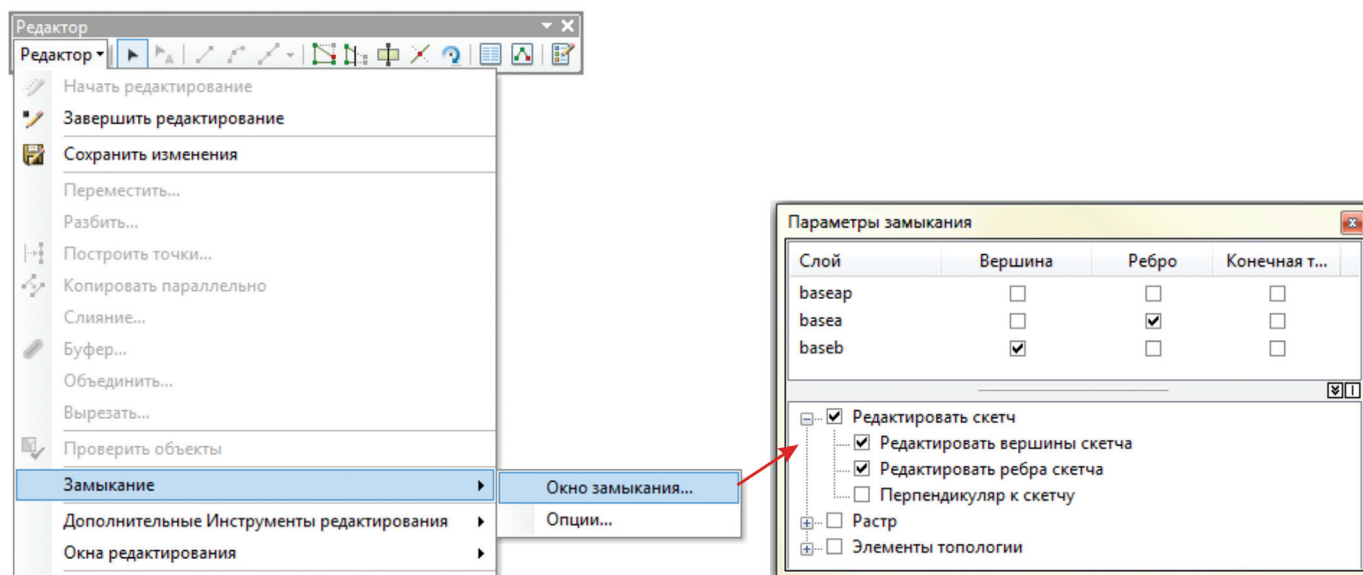 Редактор
Редактор
Начать редактирование
Завершить редактирование
Сохранить изменения
Переместить...
Разбить...
Построить точки...
Копировать параллельно
Слияние...
Буфер...
Объединить...
Вырезать...
Проверить объекты
Замыкание
Дополнительные Инструменты редактирования
Окна редактирования
Окно замыкания...
Опции...
Параметры замыкания
Слой Вершина Ребро Конечная т...
baseap
basea
baseb
Редактировать скетч
Редактировать вершины скетча
Редактировать ребра скетча
Перпендикуляр к скетчу
Растр
Элементы топологии